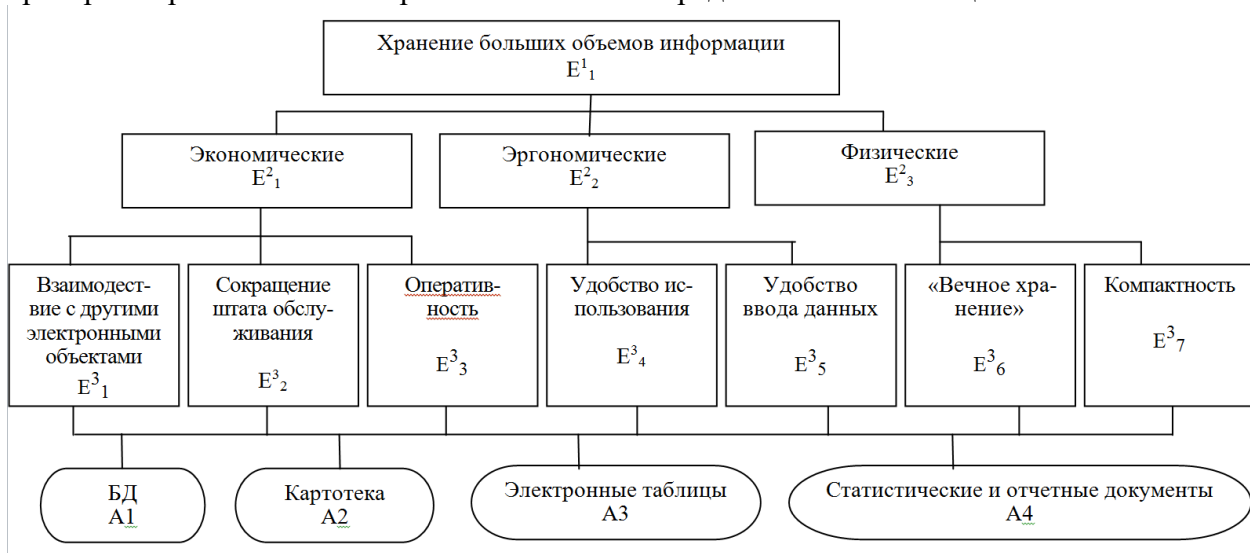 Хранение больших объемов информации
E¹₁
Экономические
E²₁
Эргономические
E²₂
Физические
E²₃
Взаимодест-
вие с другими
электронными
объектами
E³₁
Сокращение
штата обслу-
живания
E³₂
Оператив-
ность
E³₃
Удобство ис-
пользования
E³₄
Удобство
ввода данных
E³₅
«Вечное хра-
нение»
E³₆
Компактность
E³₇
БД
А1
Картотека
А2
Электронные таблицы
А3
Статистические и отчетные документы
А4